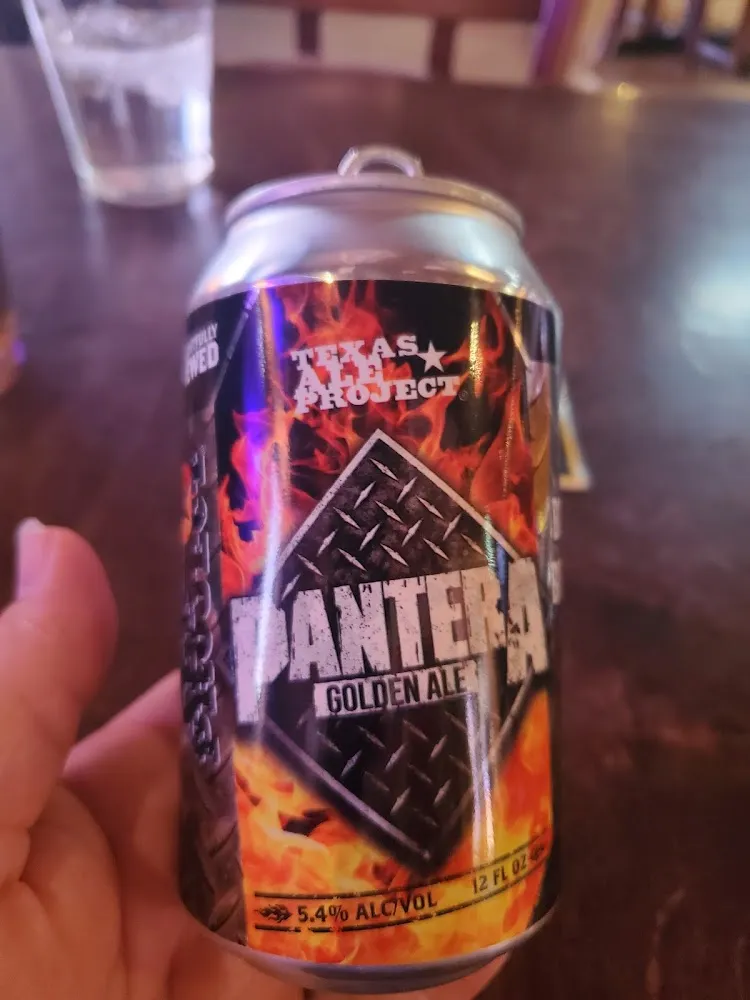 TEXAS
ALE
PROJECT
PANTERA
GOLDEN ALE
5.4% ALC/VOL
12 FL OZ